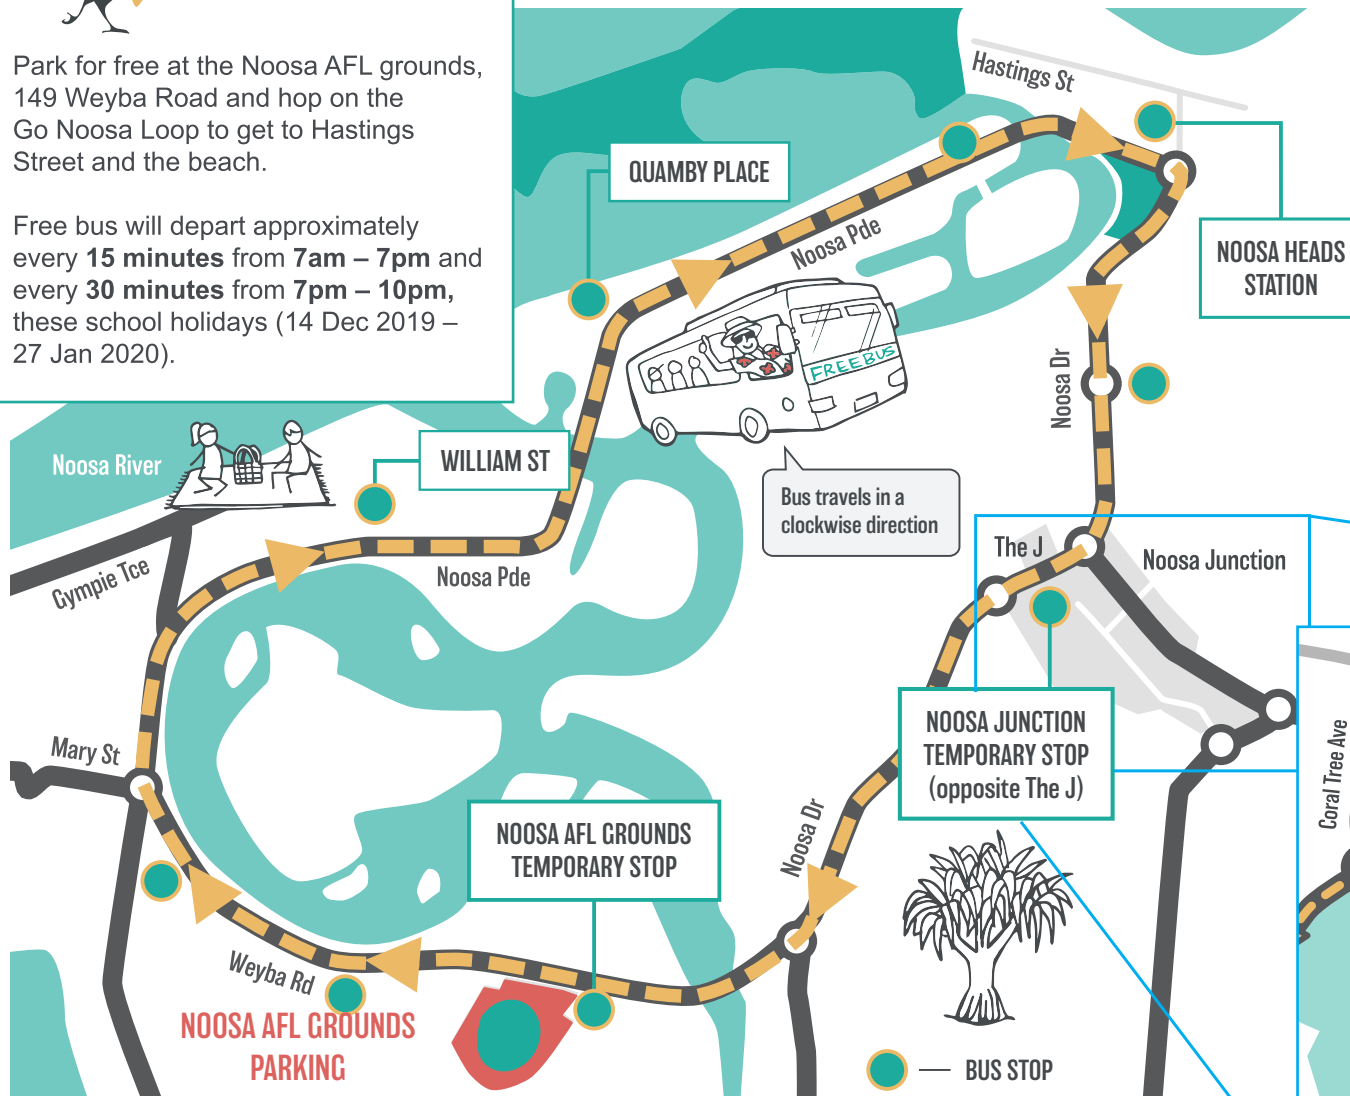 Park for free at the Noosa AFL grounds,
149 Weyba Road and hop on the
Go Noosa Loop to get to Hastings
Street and the beach.
Free bus will depart approximately
every 15 minutes from 7am – 7pm and
every 30 minutes from 7pm – 10pm,
these school holidays (14 Dec 2019 –
27 Jan 2020).
Hastings St
QUAMBY PLACE
Noosa Pde
NOOSA HEADS
STATION
FREE BUS
Noosa Dr
Noosa River
WILLIAM ST
Bus travels in a
clockwise direction
Gympie Tce
Noosa Pde
The J
Noosa Junction
Mary St
NOOSA JUNCTION
TEMPORARY STOP
(opposite The J)
Coral Tree Ave
NOOSA AFL GROUNDS
TEMPORARY STOP
Noosa Dr
Weyba Rd
NOOSA AFL GROUNDS
PARKING
BUS STOP